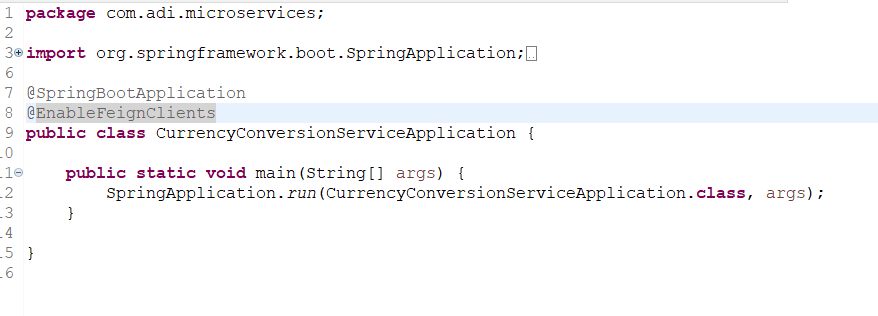 1 package com.adi.microservices;
2
3 import org.springframework.boot.SpringApplication;
6
7 @SpringBootApplication
8 @EnableFeignClients
9 public class CurrencyConversionServiceApplication {
10
11     public static void main(String[] args) {
12         SpringApplication.run(CurrencyConversionServiceApplication.class, args);
13     }
14
15 }
16